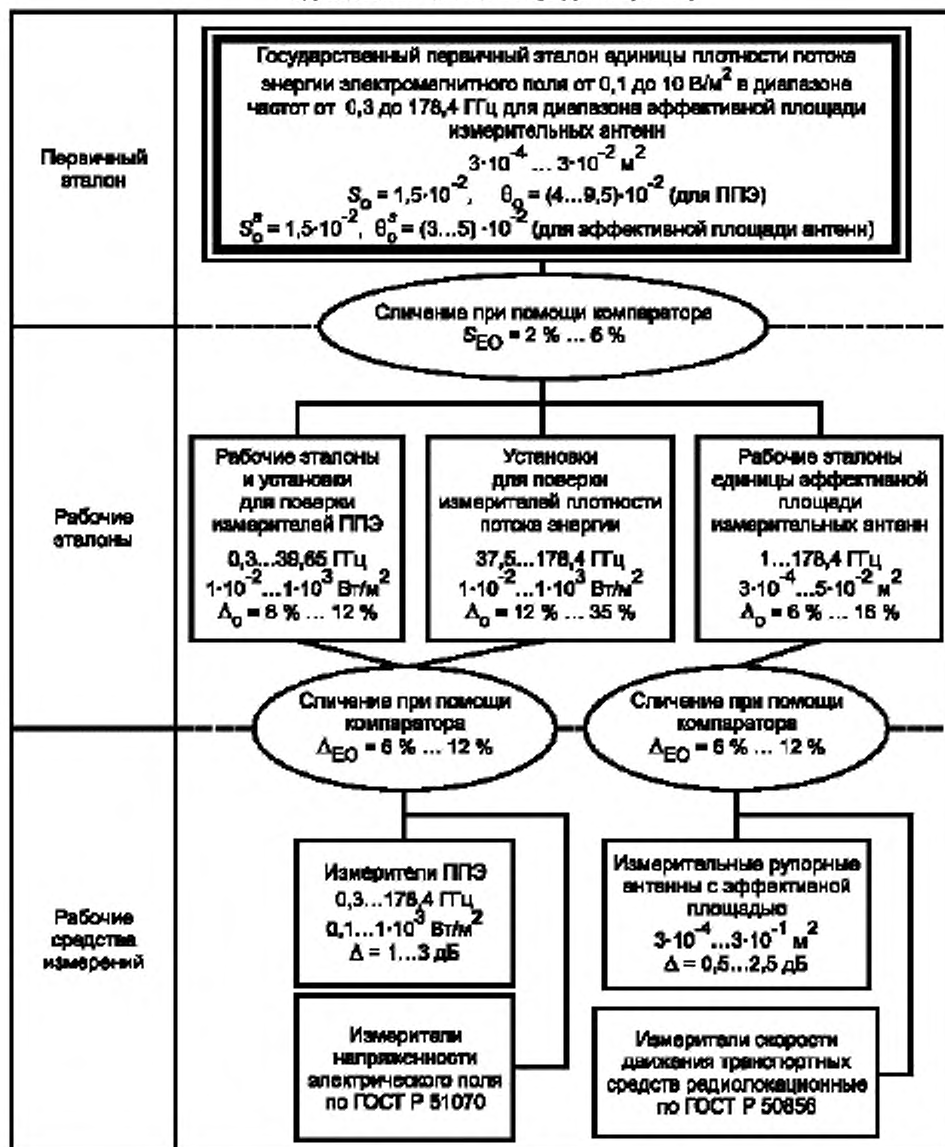 Государственный первичный эталон единицы плотности потока
энергии электромагнитного поля от 0,1 до 10 В/м²  в диапазоне
частот от 0,3 до 178,4 ГГц для диапазона эффективной площади
измерительных антенн
3·10⁻⁴ ... 3·10⁻² м²
S₀ = 1,5·10⁻², θ₀ = (4...9,5)·10⁻² (для ППЭ)
S₀ˢ = 1,5·10⁻², θ₀ˢ = (3...5) ·10⁻² (для эффективной площади антенн)
Первичный
эталон
Сличение при помощи компаратора
S_EO = 2 % ... 6 %
Рабочие
эталоны
Рабочие эталоны
и установки
для поверки
измерителей ППЭ
0,3...39,65 ГГц
1·10⁻²...1·10³ Вт/м²
Δ₀ = 8 % ... 12 %
Установки
для поверки
измерителей плотности
потока энергии
37,5...178,4 ГГц
1·10⁻²...1·10³ Вт/м²
Δ₀ = 12 % ... 35 %
Рабочие эталоны
единицы эффективной
площади
измерительных антенн
1...178,4 ГГц
3·10⁻⁴...5·10⁻² м²
Δ₀ = 6 % ... 16 %
Сличение при помощи
компаратора
Δ_EO = 6 % ... 12 %
Сличение при помощи
компаратора
Δ_EO = 6 % ... 12 %
Рабочие
средства
измерений
Измерители ППЭ
0,3...178,4 ГГц
0,1...1·10³ Вт/м²
Δ = 1...3 дБ
Измерительные рупорные
антенны с эффективной
площадью
3·10⁻⁴...3·10⁻¹ м²
Δ = 0,5...2,5 дБ
Измерители
напряженности
электрического поля
по ГОСТ Р 51070
Измерители скорости
движения транспортных
средств радиолокационные
по ГОСТ Р 50856